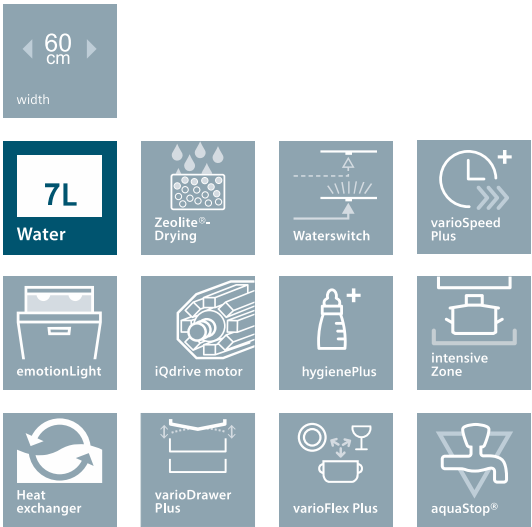 60
cm
width
7L
Water
Zeolite®-
Drying
Waterswitch
varioSpeed
Plus
emotionLight
iQdrive motor
hygienePlus
intensive
Zone
Heat
exchanger
varioDrawer
Plus
varioFlex Plus
aquaStop®